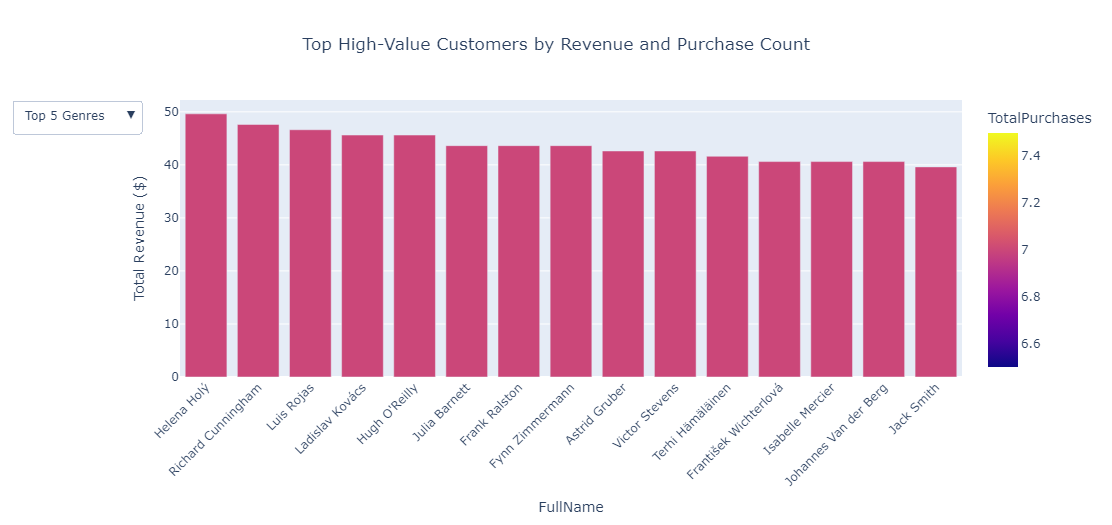 Top High-Value Customers by Revenue and Purchase Count
Top 5 Genres ▼
Total Revenue ($)
50
40
30
20
10
0
Helena Holý
Richard Cunningham
Luis Rojas
Ladislav Kovács
Hugh O'Reilly
Julia Barnett
Frank Ralston
Fynn Zimmermann
Astrid Gruber
Victor Stevens
Terhi Hämäläinen
František Wichterlová
Isabelle Mercier
Johannes Van der Berg
Jack Smith
FullName
TotalPurchases
7.4
7.2
7
6.8
6.6